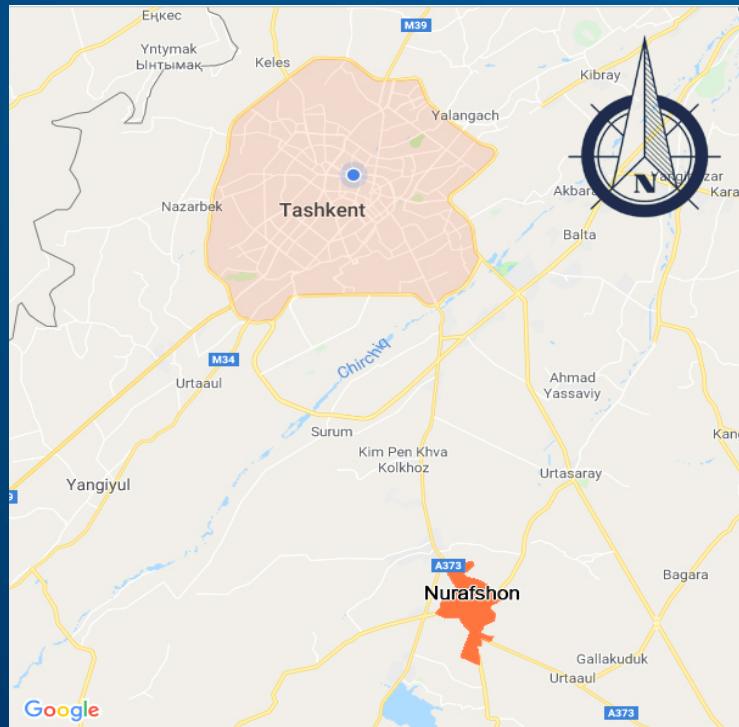 Еңкес
M39
Yntymak
Ынтымақ
Keles
Kibray
Yalangach
Akbara
Nazarbek
N
Kara
Tashkent
Balta
Chirchiq
M34
Urtaaul
Ahmad
Yassaviy
Surum
Kim Pen Khva
Kolkhoz
Urtasaray
Yangiyul
A373
Nurafshon
Bagara
Gallakuduk
Urtaaul
Google
A373